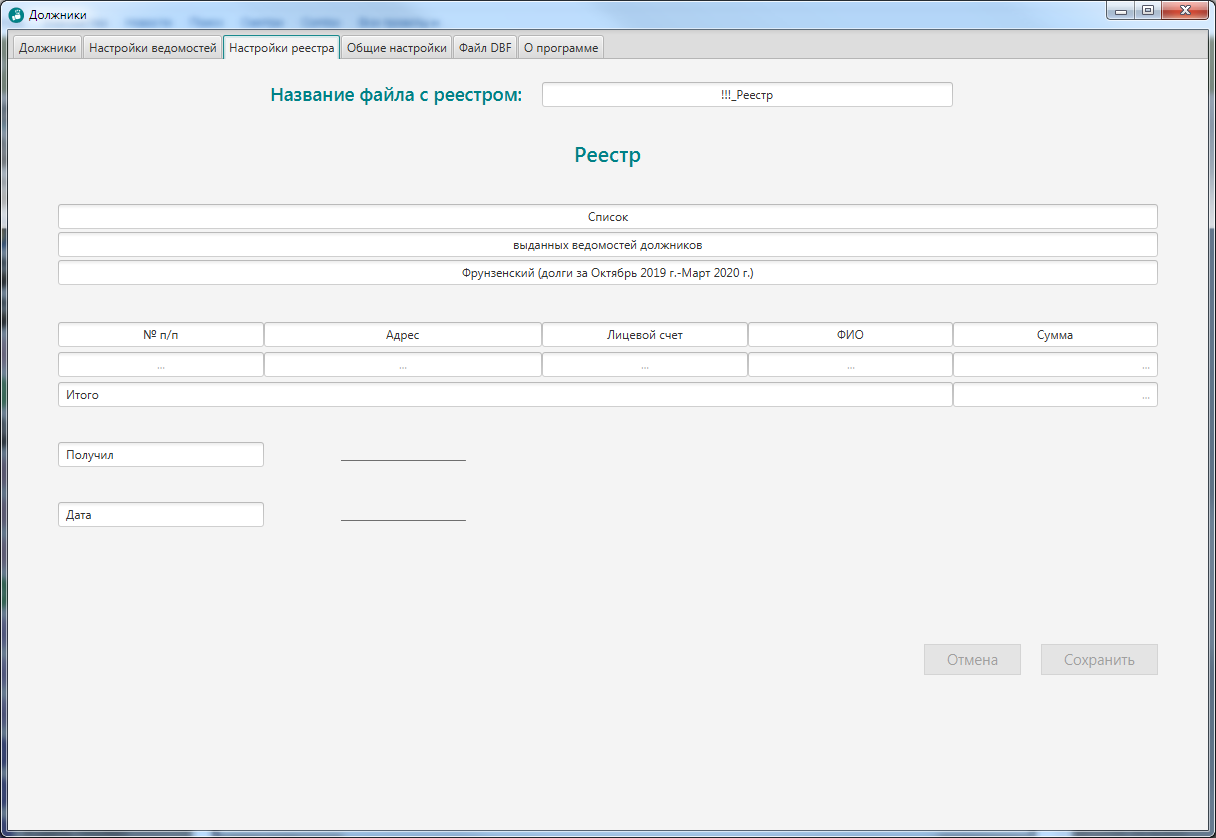 Должники
Должники Настройки ведомостей Настройки реестра Общие настройки Файл DBF О программе
Название файла с реестром: !!!_Реестр
Реестр
Список
выданных ведомостей должников
Фрунзенский (долги за Октябрь 2019 г.-Март 2020 г.)
№ п/п Адрес Лицевой счет ФИО Сумма
... ... ... ... ...
Итого ...
Получил
Дата
Отмена Сохранить